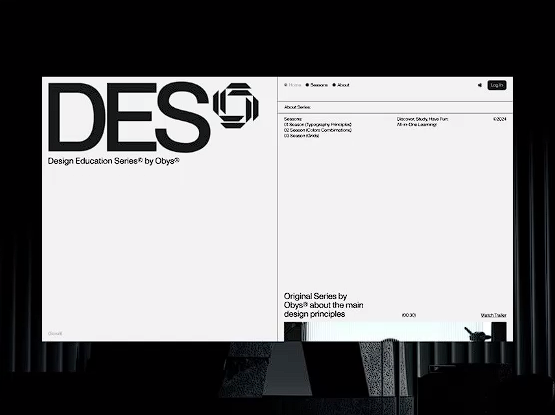 DES
Design Education Series® by Obys®
Home
Seasons
About
Log In
About Series:
Seasons:
01 Season (Typography Principles)
02 Season (Colors Combinations)
03 Season (Grids)
Discover, Study, Have Fun:
All-in-One Learning!
©2024
Original Series by
Obys® about the main
design principles
(00:30)
Watch Trailer